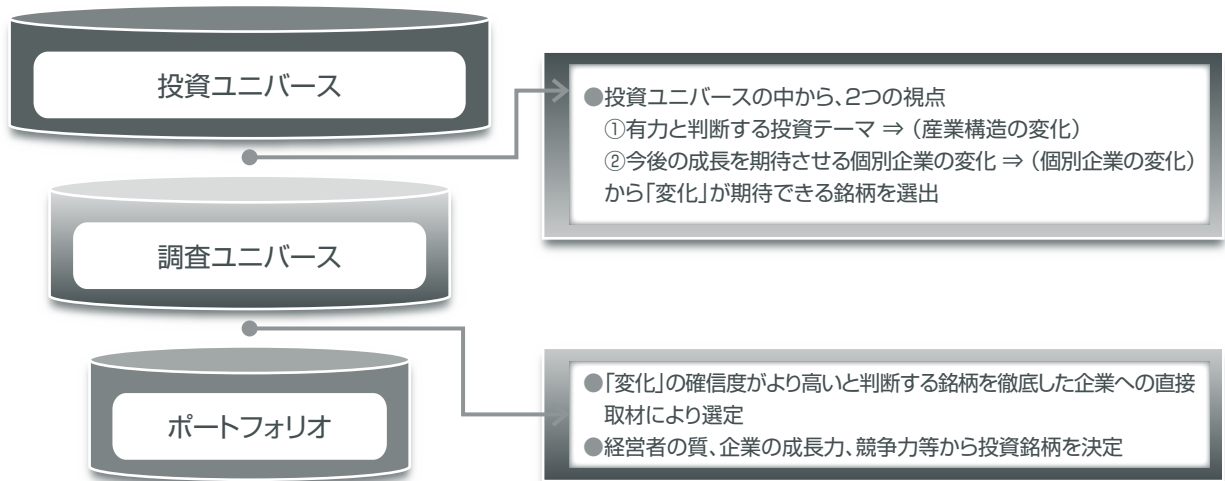 投資ユニバース
●投資ユニバースの中から、2つの視点
①有力と判断する投資テーマ ⇒ (産業構造の変化)
②今後の成長を期待させる個別企業の変化 ⇒ (個別企業の変化)
から「変化」が期待できる銘柄を選出
調査ユニバース
●「変化」の確信度がより高いと判断する銘柄を徹底した企業への直接
取材により選定
●経営者の質、企業の成長力、競争力等から投資銘柄を決定
ポートフォリオ